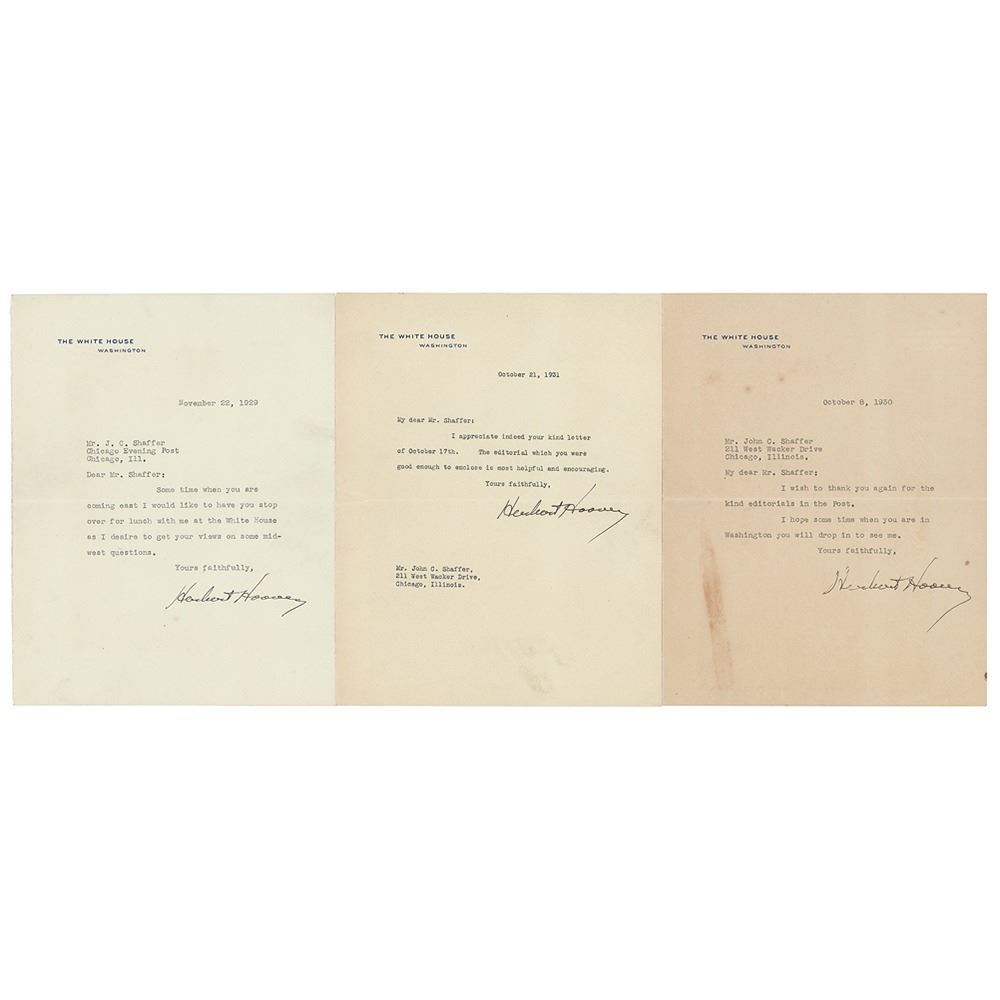 THE WHITE HOUSE
WASHINGTON
November 22, 1929
Mr. J. C. Shaffer
Chicago Evening Post
Chicago, Ill.
Dear Mr. Shaffer:
Some time when you are
coming east I would like to have you stop
over for lunch with me at the White House
as I desire to get your views on some mid-
west questions.
Yours faithfully,
Herbert Hoover
THE WHITE HOUSE
WASHINGTON
October 21, 1931
My dear Mr. Shaffer:
I appreciate indeed your kind letter
of October 17th. The editorial which you were
good enough to enclose is most helpful and encouraging.
Yours faithfully,
Herbert Hoover
Mr. John C. Shaffer,
211 West Wacker Drive,
Chicago, Illinois.
THE WHITE HOUSE
WASHINGTON
October 8, 1930
Mr. John C. Shaffer
211 West Wacker Drive
Chicago, Illinois.
My dear Mr. Shaffer:
I wish to thank you again for the
kind editorials in the Post.
I hope some time when you are in
Washington you will drop in to see me.
Yours faithfully,
Herbert Hoover